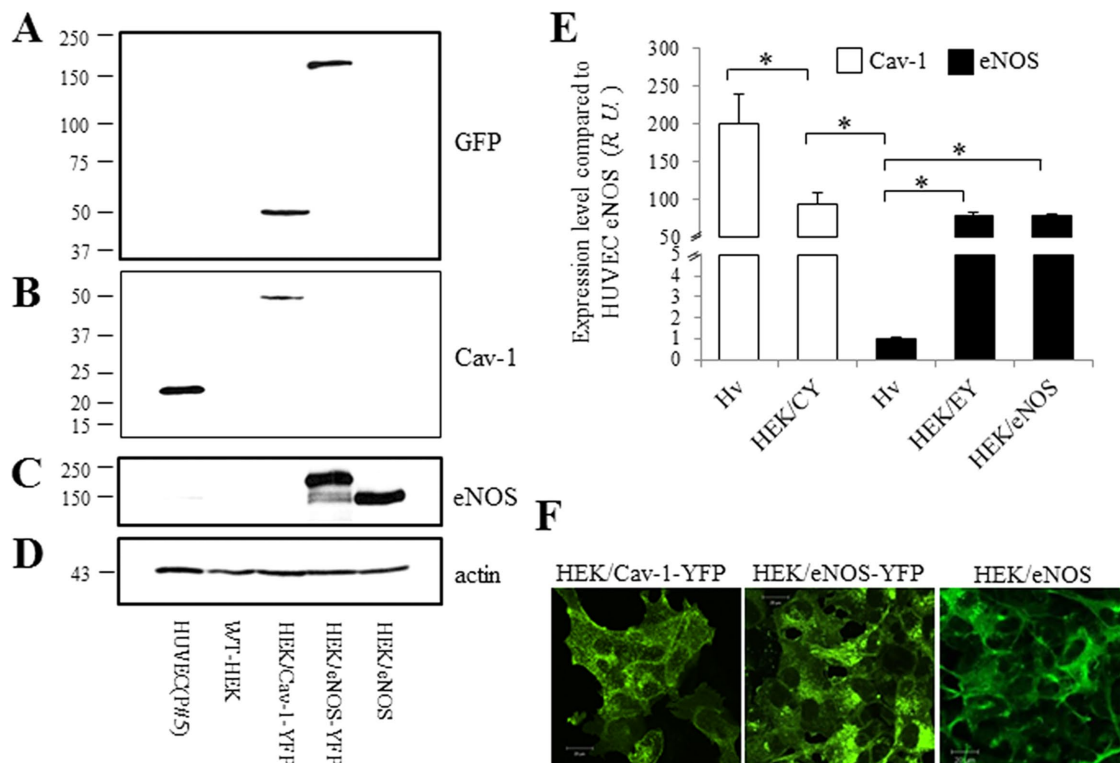 A
250
150
100
75
50
37
GFP
B
50
37
25
20
15
Cav-1
C
250
150
eNOS
D
43
actin
HUVEC(P#5)
WT-HEK
HEK/Cav-1-YFP
HEK/eNOS-YFP
HEK/eNOS
E
Expression level compared to
HUVEC eNOS (R. U.)
300
250
200
150
100
50
5
4
3
2
1
0
Cav-1
eNOS
*
*
*
*
Hv
HEK/CY
Hv
HEK/EY
HEK/eNOS
F
HEK/Cav-1-YFP
HEK/eNOS-YFP
HEK/eNOS